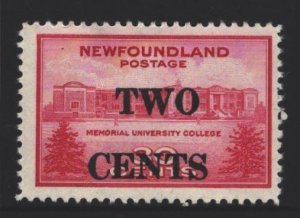 NEWFOUNDLAND
POSTAGE
TWO
MEMORIAL UNIVERSITY COLLEGE
CENTS